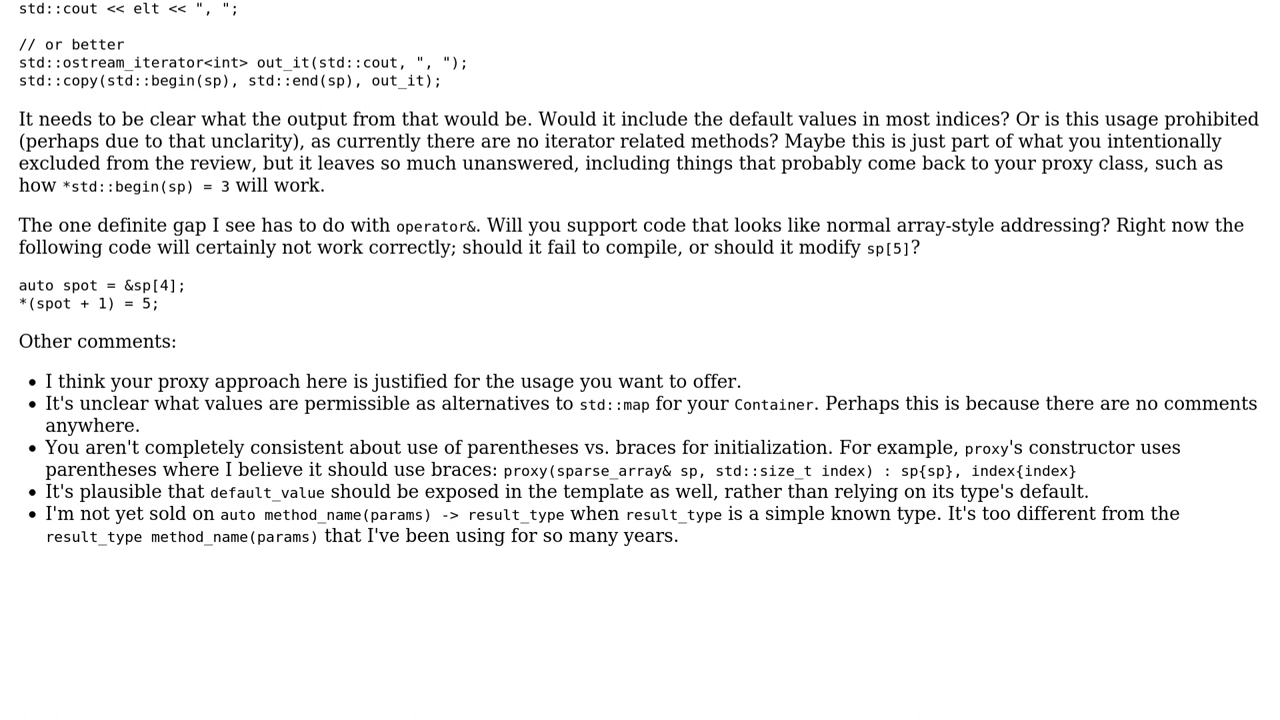 std::cout << elt << ", ";
// or better
std::ostream_iterator<int> out_it(std::cout, ", ");
std::copy(std::begin(sp), std::end(sp), out_it);
It needs to be clear what the output from that would be. Would it include the default values in most indices? Or is this usage prohibited
(perhaps due to that unclarity), as currently there are no iterator related methods? Maybe this is just part of what you intentionally
excluded from the review, but it leaves so much unanswered, including things that probably come back to your proxy class, such as
how *std::begin(sp) = 3 will work.
The one definite gap I see has to do with operator&. Will you support code that looks like normal array-style addressing? Right now the
following code will certainly not work correctly; should it fail to compile, or should it modify sp[5]?
auto spot = &sp[4];
*(spot + 1) = 5;
Other comments:
• I think your proxy approach here is justified for the usage you want to offer.
• It's unclear what values are permissible as alternatives to std::map for your Container. Perhaps this is because there are no comments
anywhere.
• You aren't completely consistent about use of parentheses vs. braces for initialization. For example, proxy's constructor uses
parentheses where I believe it should use braces: proxy(sparse_array& sp, std::size_t index) : sp{sp}, index{index}
• It's plausible that default_value should be exposed in the template as well, rather than relying on its type's default.
• I'm not yet sold on auto method_name(params) -> result_type when result_type is a simple known type. It's too different from the
result_type method_name(params) that I've been using for so many years.